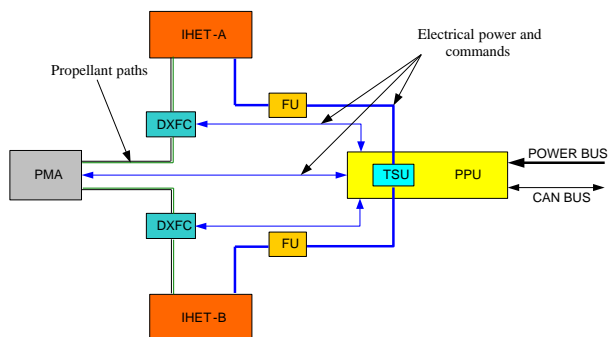 IHET-A
Electrical power and
commands
Propellant paths
FU
DXFC
POWER BUS
PMA
TSU
PPU
CAN BUS
DXFC
FU
IHET-B